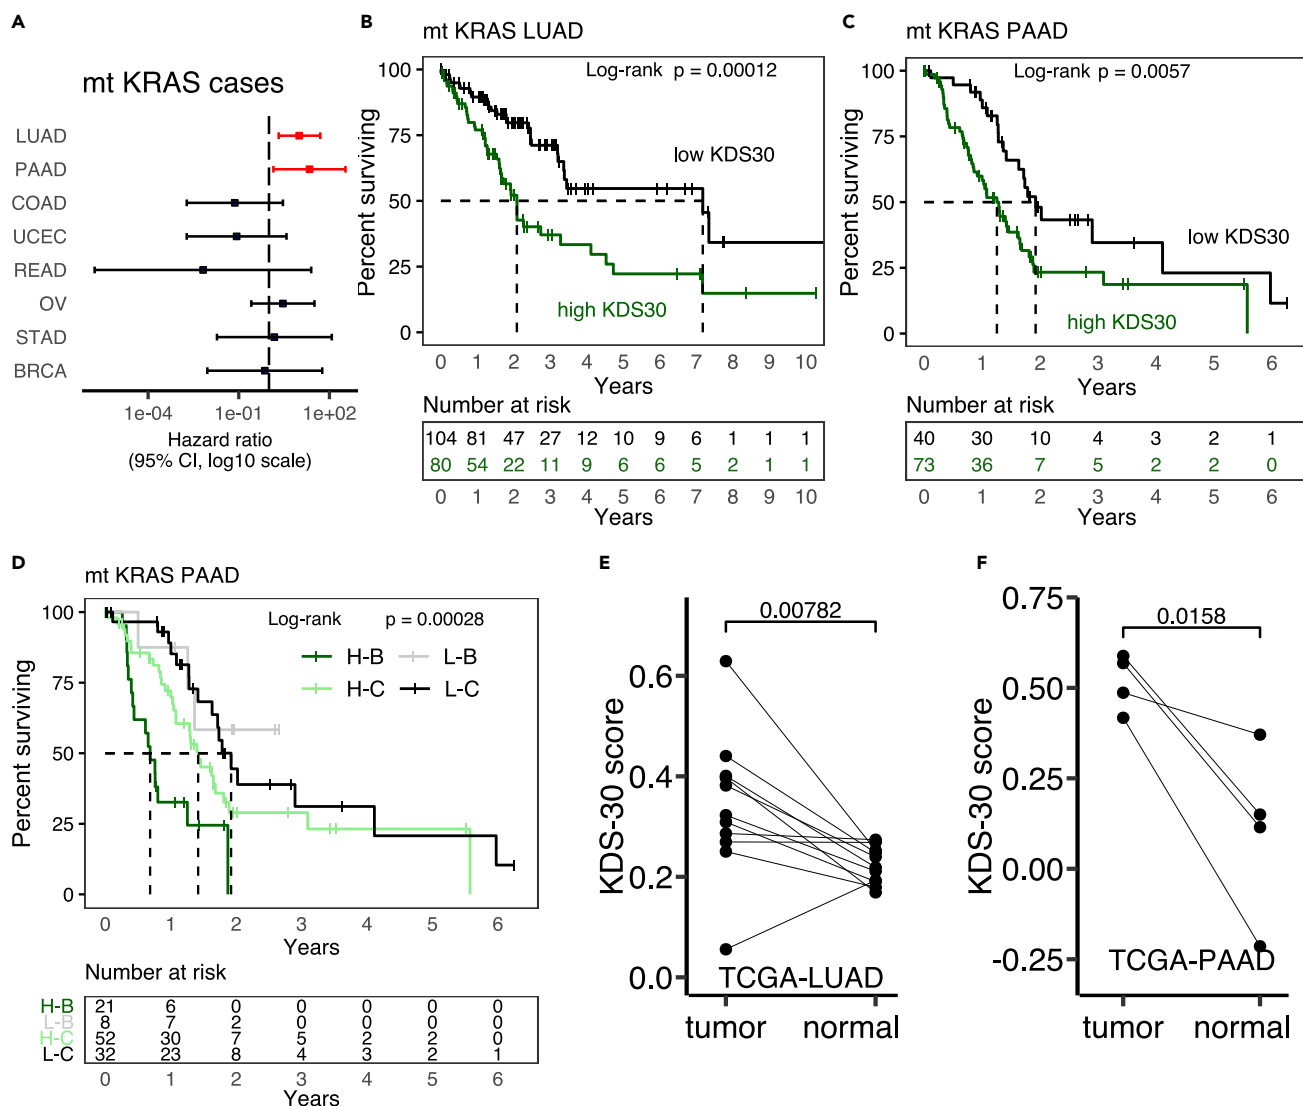 A
mt KRAS cases
LUAD
PAAD
COAD
UCEC
READ
OV
STAD
BRCA
1e-04 1e-01 1e+02
Hazard ratio
(95% CI, log10 scale)
B
mt KRAS LUAD
Log-rank p = 0.00012
Percent surviving
100
75
50
25
0
low KDS30
high KDS30
0 1 2 3 4 5 6 7 8 9 10
Years
Number at risk
104 81 47 27 12 10 9 6 1 1 1
80 54 22 11 9 6 6 5 2 1 1
0 1 2 3 4 5 6 7 8 9 10
Years
C
mt KRAS PAAD
Log-rank p = 0.0057
Percent surviving
100
75
50
25
0
low KDS30
high KDS30
0 1 2 3 4 5 6
Years
Number at risk
40 30 10 4 3 2 1
73 36 7 5 2 2 0
0 1 2 3 4 5 6
Years
D
mt KRAS PAAD
Log-rank p = 0.00028
H-B L-B
H-C L-C
Percent surviving
100
75
50
25
0
0 1 2 3 4 5 6
Years
Number at risk
H-B 21 6 0 0 0 0 0
L-B 8 7 2 0 0 0 0
H-C 52 30 7 5 2 2 0
L-C 32 23 8 4 3 2 1
0 1 2 3 4 5 6
Years
E
0.00782
KDS-30 score
0.6
0.4
0.2
0.0
TCGA-LUAD
tumor normal
F
0.0158
KDS-30 score
0.75
0.50
0.25
0.00
-0.25
TCGA-PAAD
tumor normal